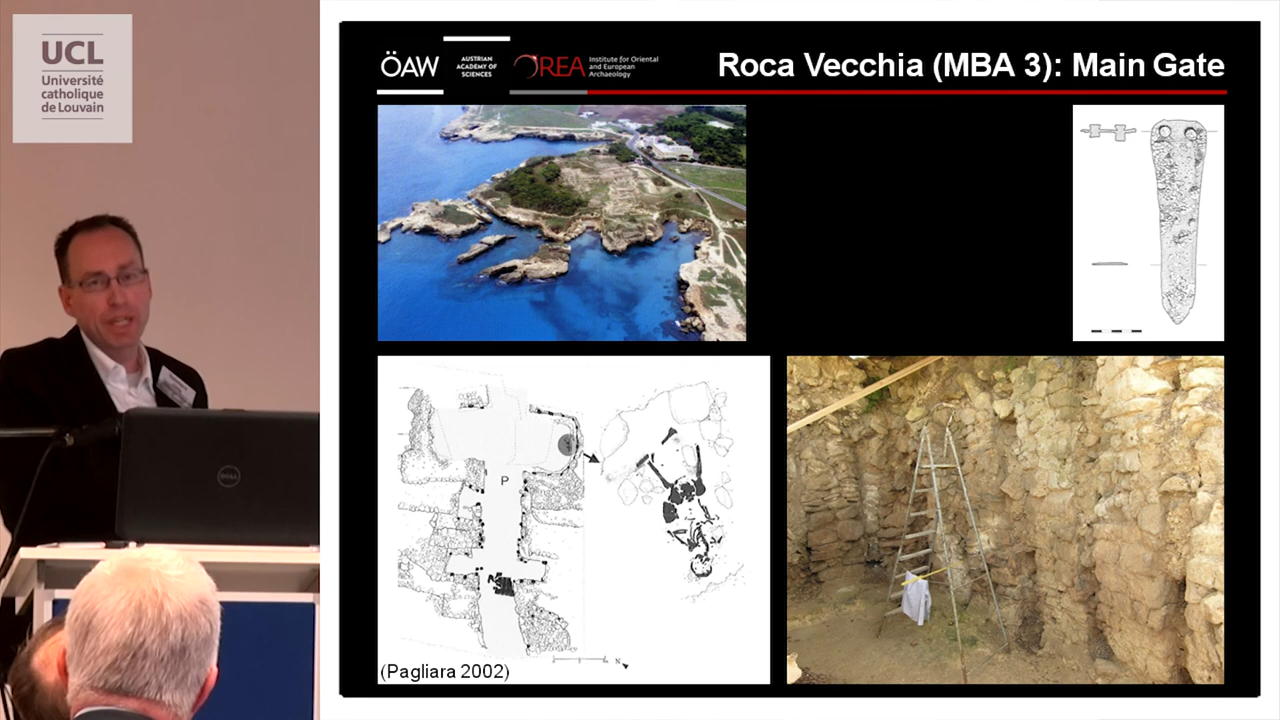 UCL
Université
catholique
de Louvain
ÖAW
AUSTRIAN
ACADEMY OF
SCIENCES
OREA
Institute for Oriental
and European
Archaeology
Roca Vecchia (MBA 3): Main Gate
P
N
(Pagliara 2002)
DELL